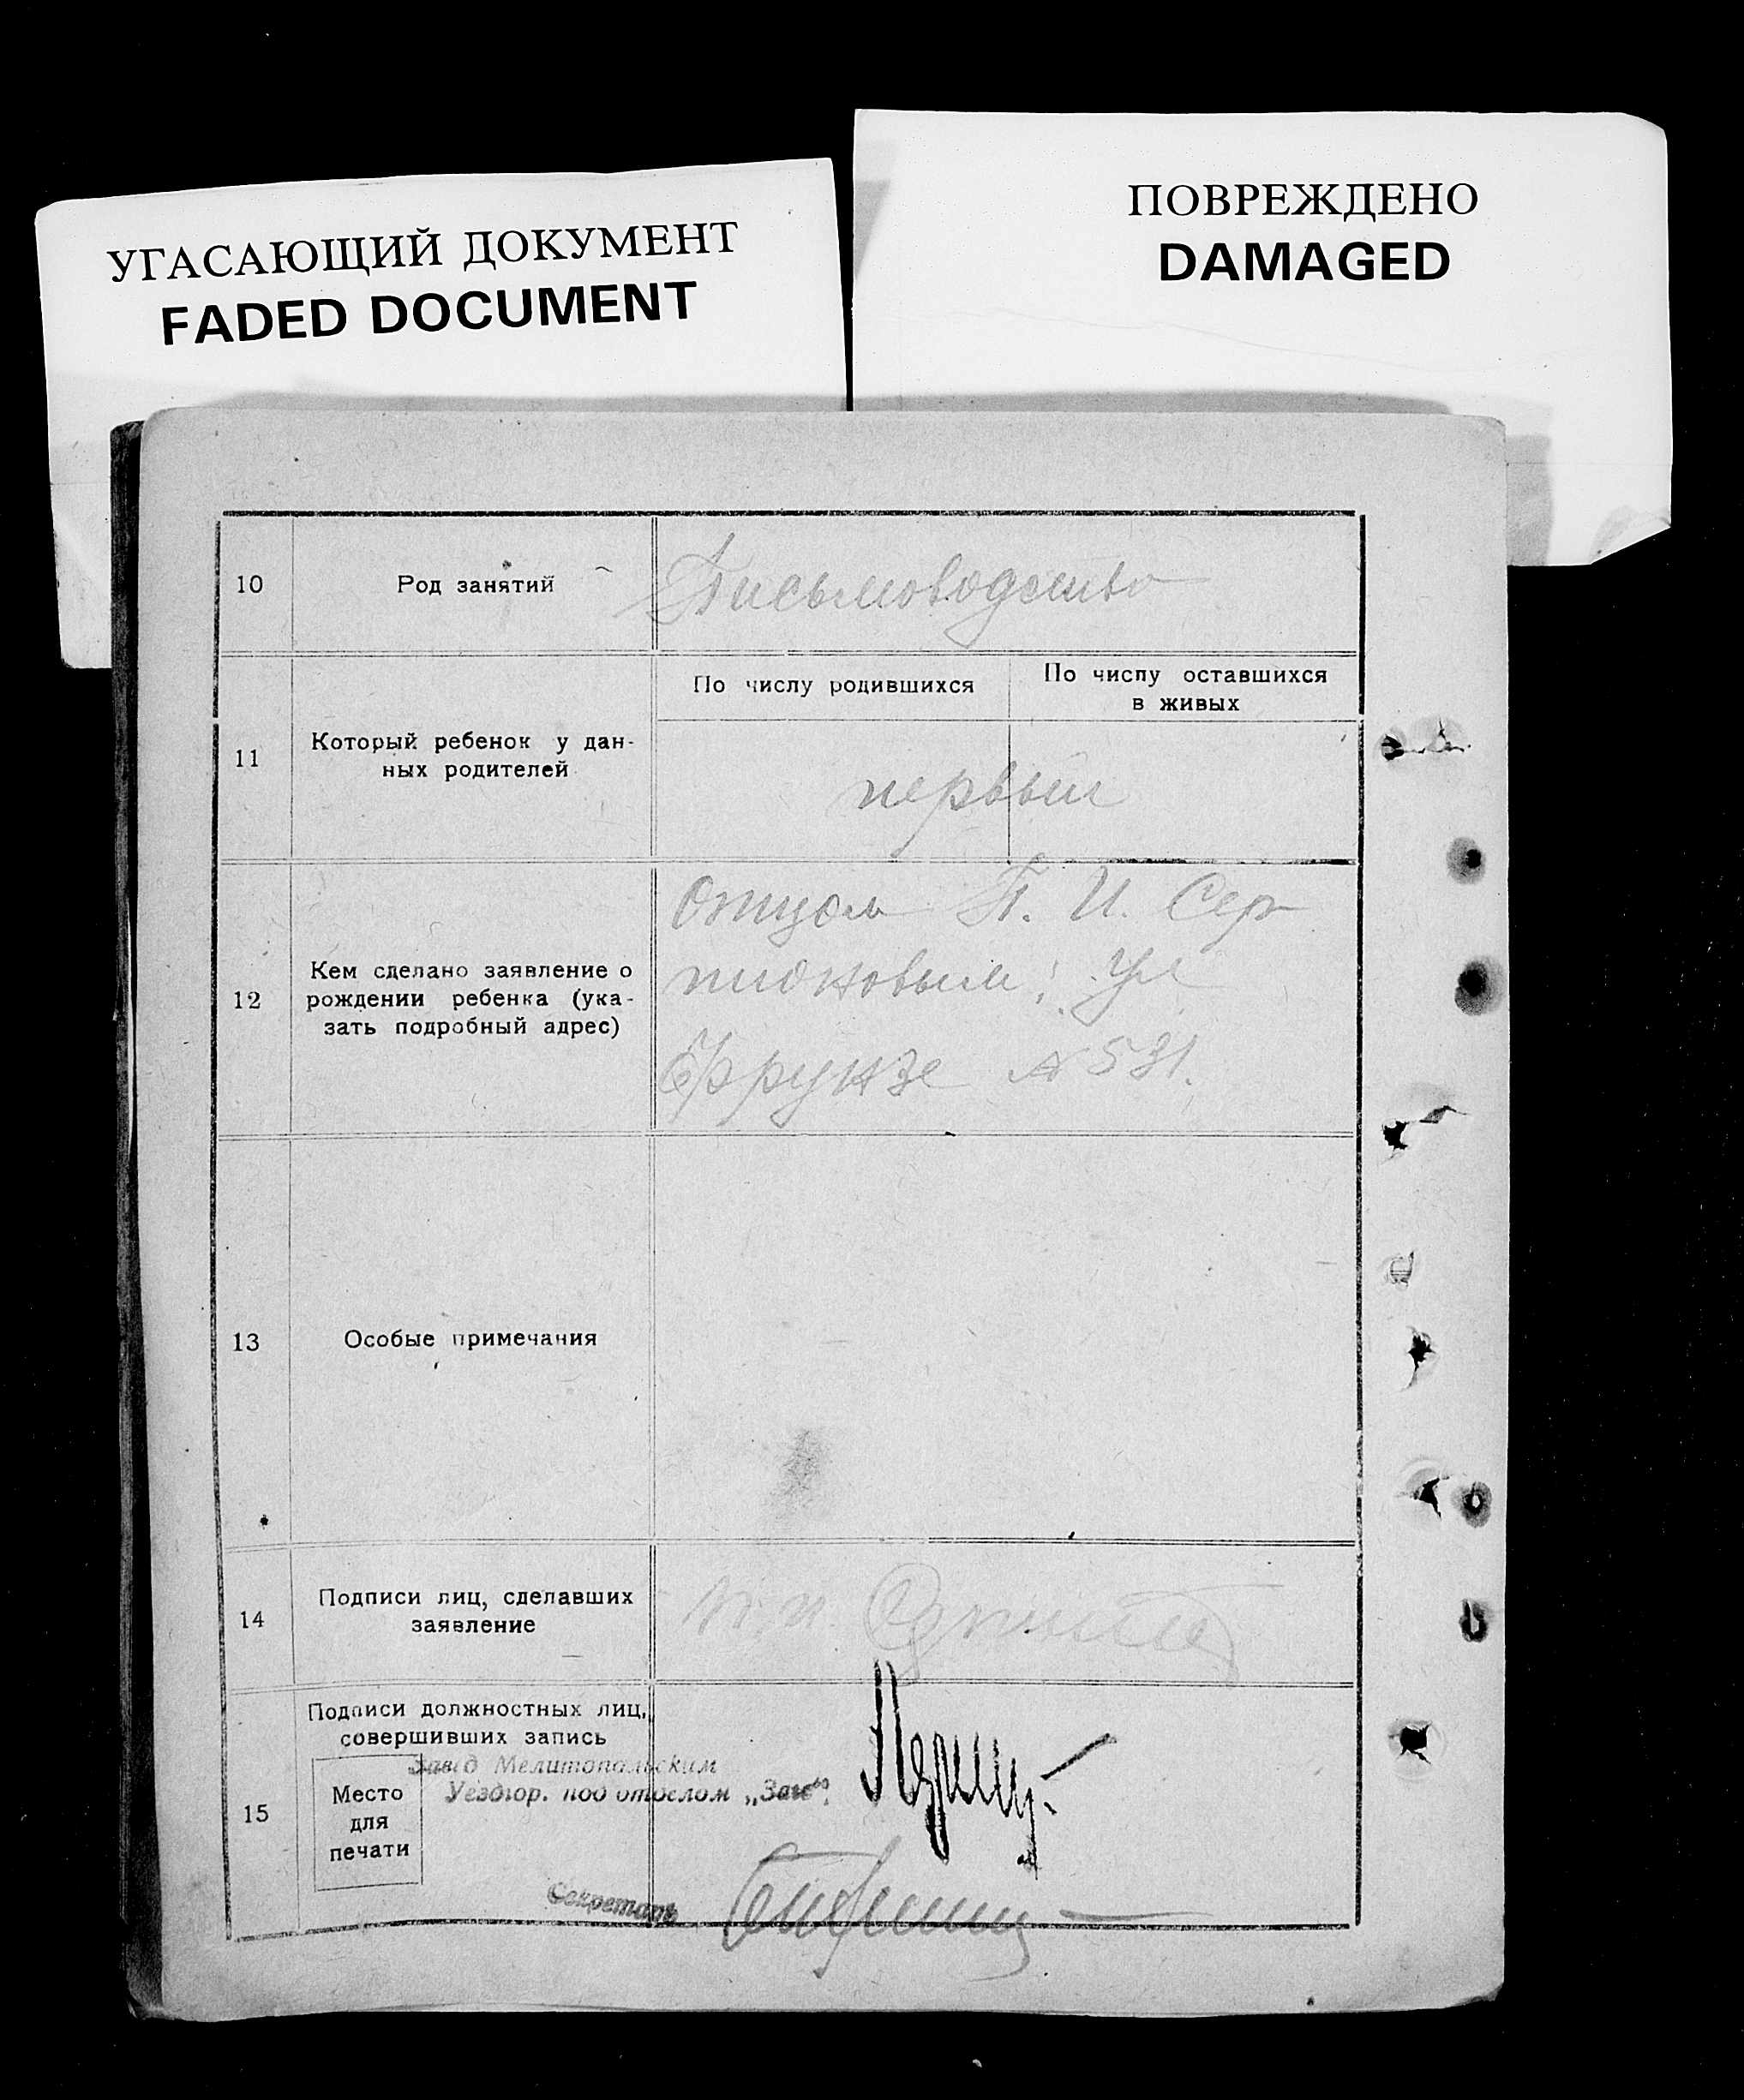 УГАСАЮЩИЙ ДОКУМЕНТ
FADED DOCUMENT
ПОВРЕЖДЕНО
DAMAGED
10 Род занятий Письмоводство
11 Который ребенок у дан-
ных родителей
По числу родившихся
По числу оставшихся
в живых
первый
12 Кем сделано заявление о
рождении ребенка (ука-
зать подробный адрес)
Отцом П. И. Сер
пионовым: ул
Фрунзе №
13 Особые примечания
14 Подписи лиц, сделавших
заявление
15 Подписи должностных лиц,
совершивших запись
Место
для
печати
Завед Мелитопольским
под отделом „Загс“.
Секретарь